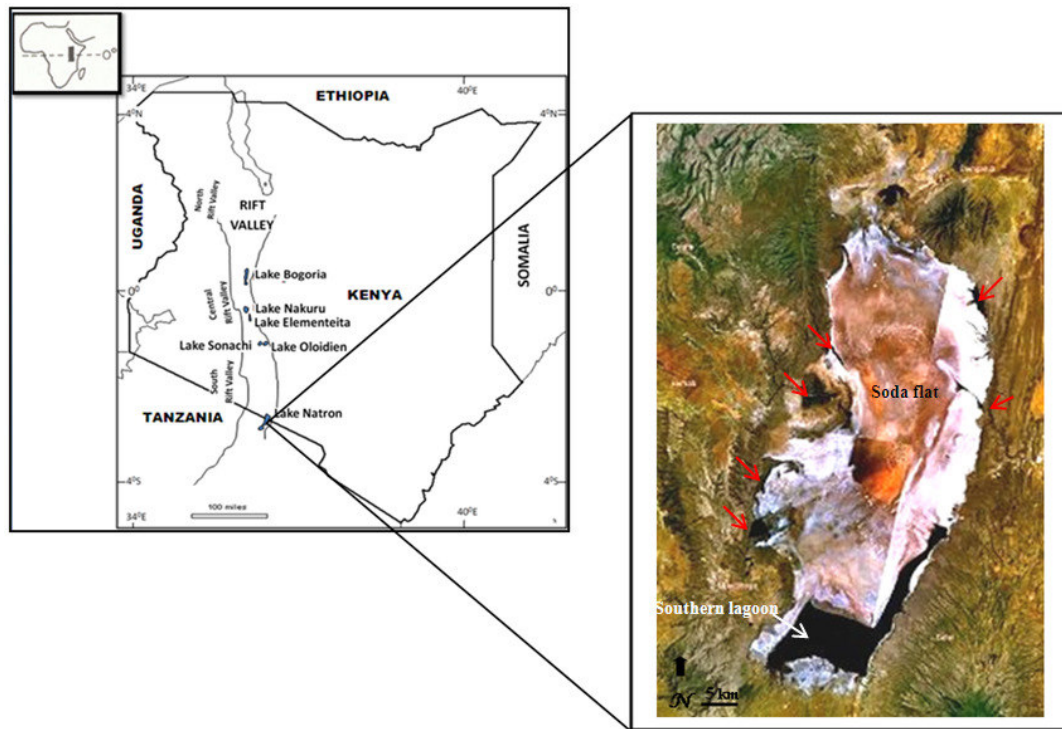 0°
34°E
40°E
ETHIOPIA
4°N
4°N
UGANDA
North
Rift Valley
RIFT
VALLEY
SOMALIA
Lake Bogoria
0°
0°
KENYA
Central
Rift Valley
Lake Nakuru
Lake Elementeita
Lake Sonachi
Lake Oloidien
South
Rift Valley
TANZANIA
Lake Natron
4°S
4°S
100 miles
34°E
40°E
Soda flat
Southern lagoon
N
5 km